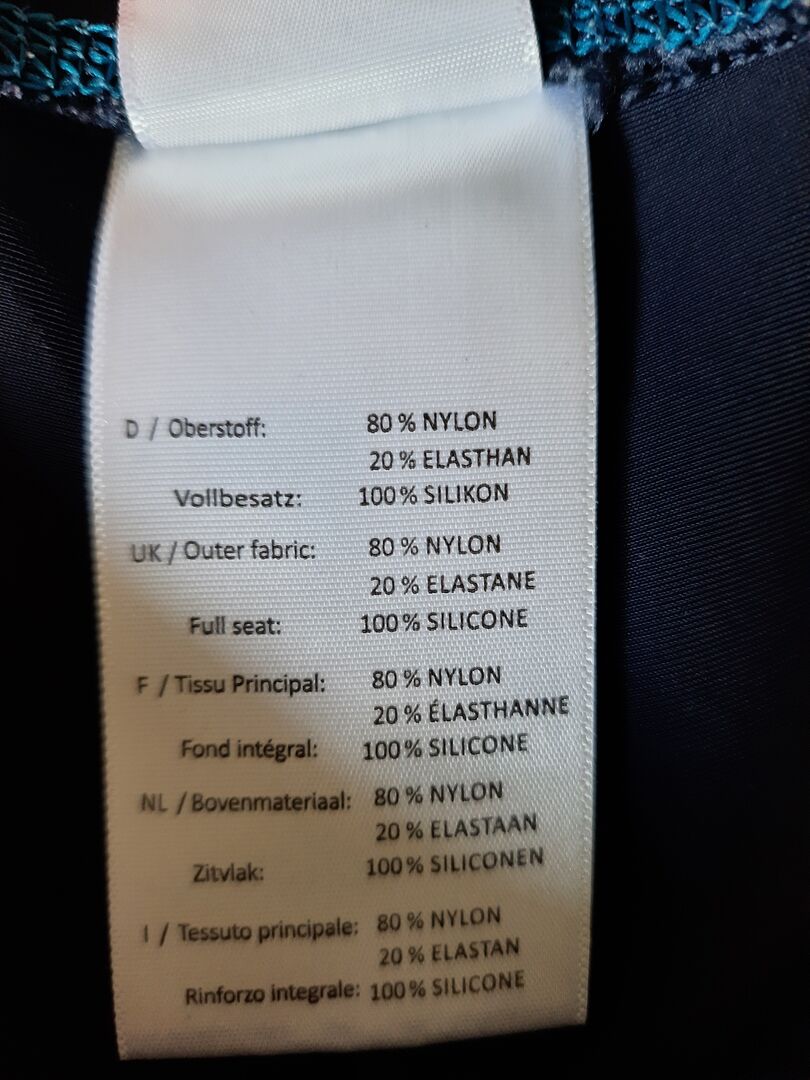 D / Oberstoff: 80 % NYLON
20 % ELASTHAN
Vollbesatz: 100 % SILIKON
UK / Outer fabric: 80 % NYLON
20 % ELASTANE
Full seat: 100 % SILICONE
F / Tissu Principal: 80 % NYLON
20 % ÉLASTHANNE
Fond intégral: 100 % SILICONE
NL / Bovenmateriaal: 80 % NYLON
20 % ELASTAAN
Zitvlak: 100 % SILICONEN
I / Tessuto principale: 80 % NYLON
20 % ELASTAN
Rinforzo integrale: 100 % SILICONE